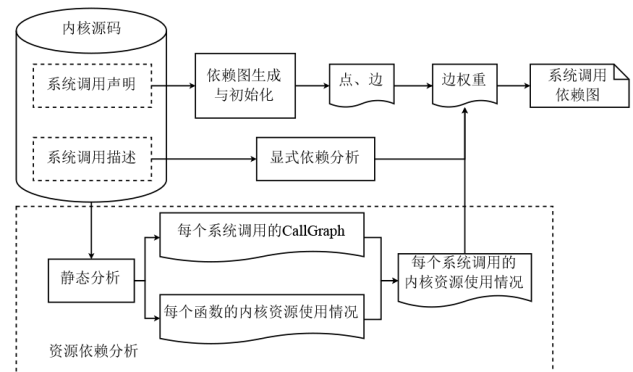 内核源码
系统调用声明
依赖图生成
与初始化
点、边
边权重
系统调用
依赖图
系统调用描述
显式依赖分析
静态分析
每个系统调用的CallGraph
每个函数的内核资源使用情况
每个系统调用的
内核资源使用情况
资源依赖分析